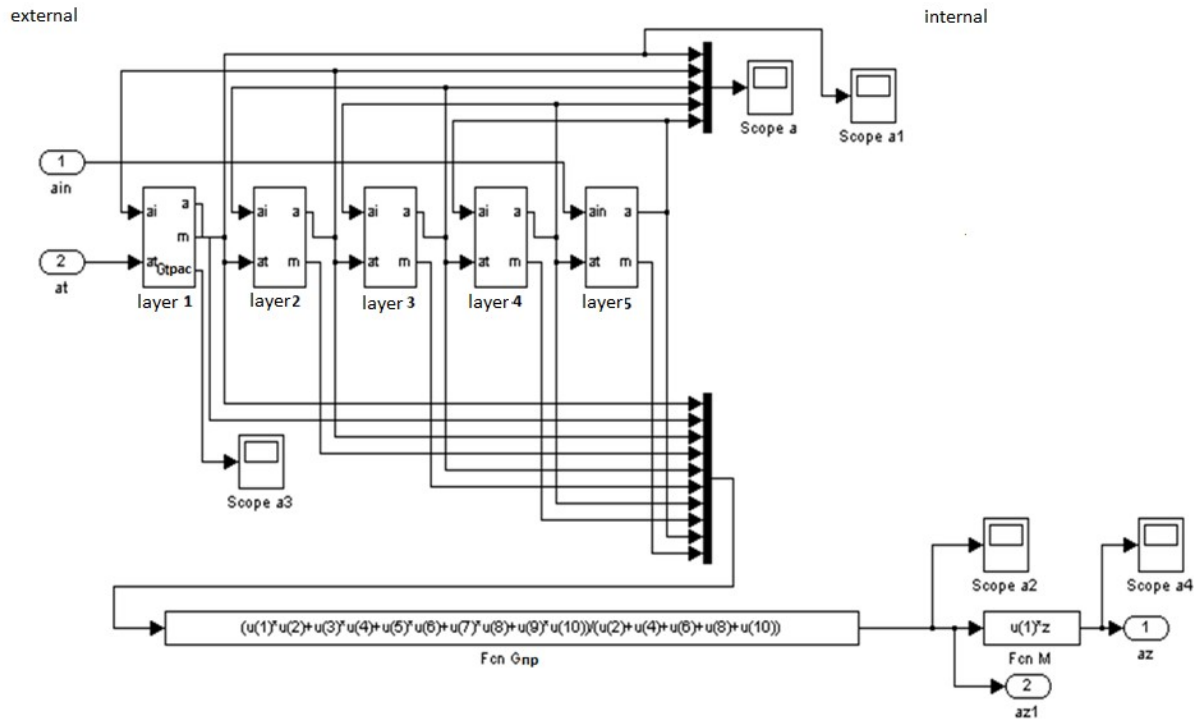 external
internal
Scope a
Scope a1
1
ain
ai
a
m
at
Gtpac
layer 1
ai
a
at
m
layer2
ai
a
at
m
layer 3
ai
a
at
m
layer 4
ain
a
at
m
layer5
2
at
Scope a3
Scope a2
Scope a4
(u(1)*u(2)+u(3)*u(4)+u(5)*u(6)+u(7)*u(8)+u(9)*u(10))/(u(2)+u(4)+u(6)+u(8)+u(10))
Fcn Gnp
u(1)*z
Fcn M
1
az
2
az1